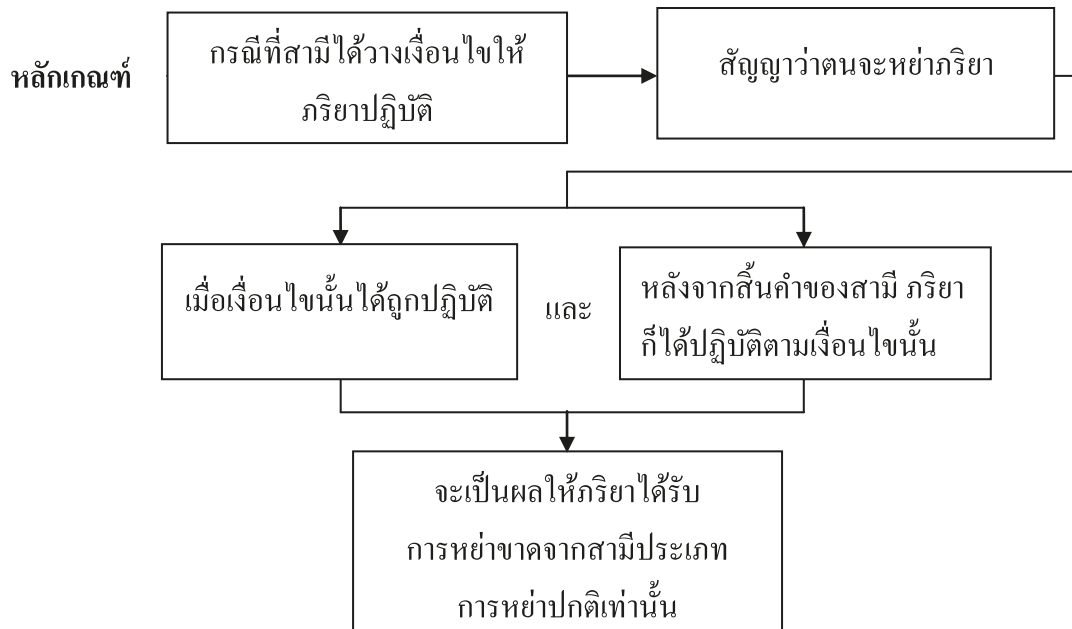 หลักเกณฑ์
กรณีที่สามีได้วางเงื่อนไขให้
ภริยาปฏิบัติ
สัญญาว่าตนจะหย่าภริยา
เมื่อเงื่อนไขนั้นได้ถูกปฏิบัติ
และ
หลังจากสิ้นคำของสามี ภริยา
ก็ได้ปฏิบัติตามเงื่อนไขนั้น
จะเป็นผลให้ภริยาได้รับ
การหย่าขาดจากสามีประเภท
การหย่าปกติเท่านั้น